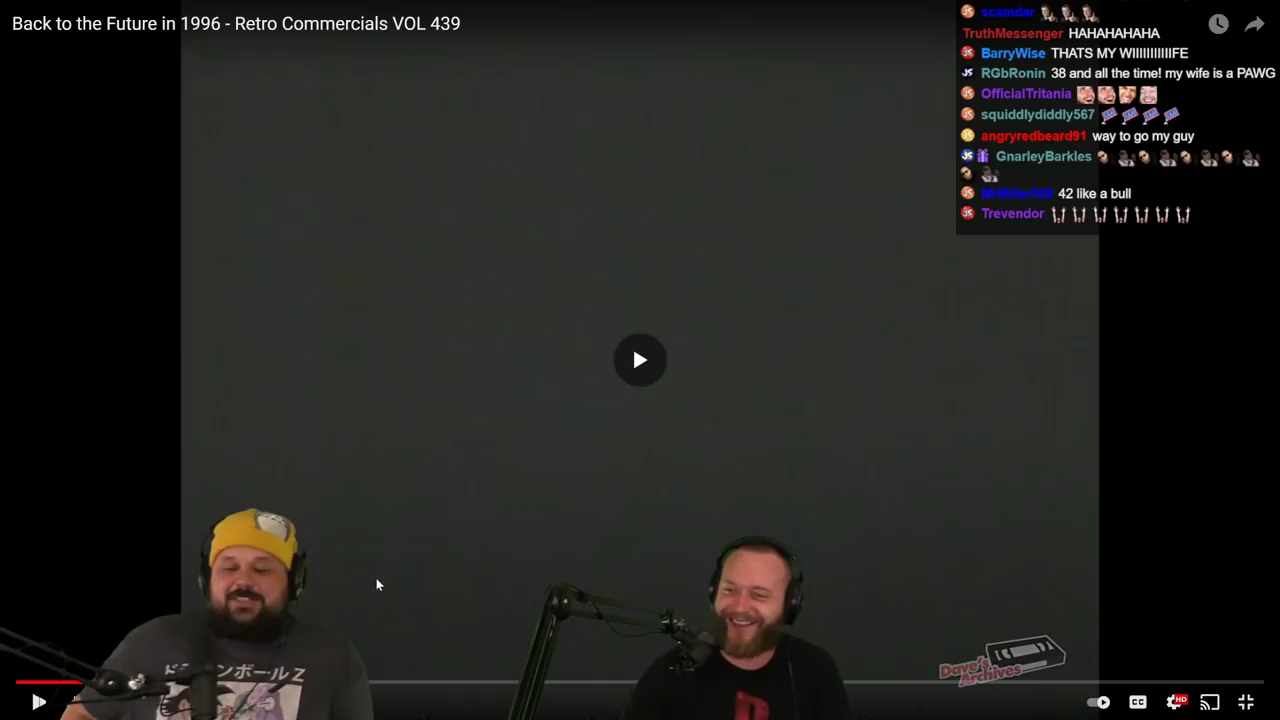 Back to the Future in 1996 - Retro Commercials VOL 439
scamdar
TruthMessenger HAHAHAHAHA
BarryWise THATS MY WIIIIIIIIIIFE
RGbRonin 38 and all the time! my wife is a PAWG
OfficialTritania
squiddlydiddly567
angryredbeard91 way to go my guy
GnarleyBarkles
42 like a bull
Trevendor
ドラゴンボールZ
Dave's
Archives
CC
HD